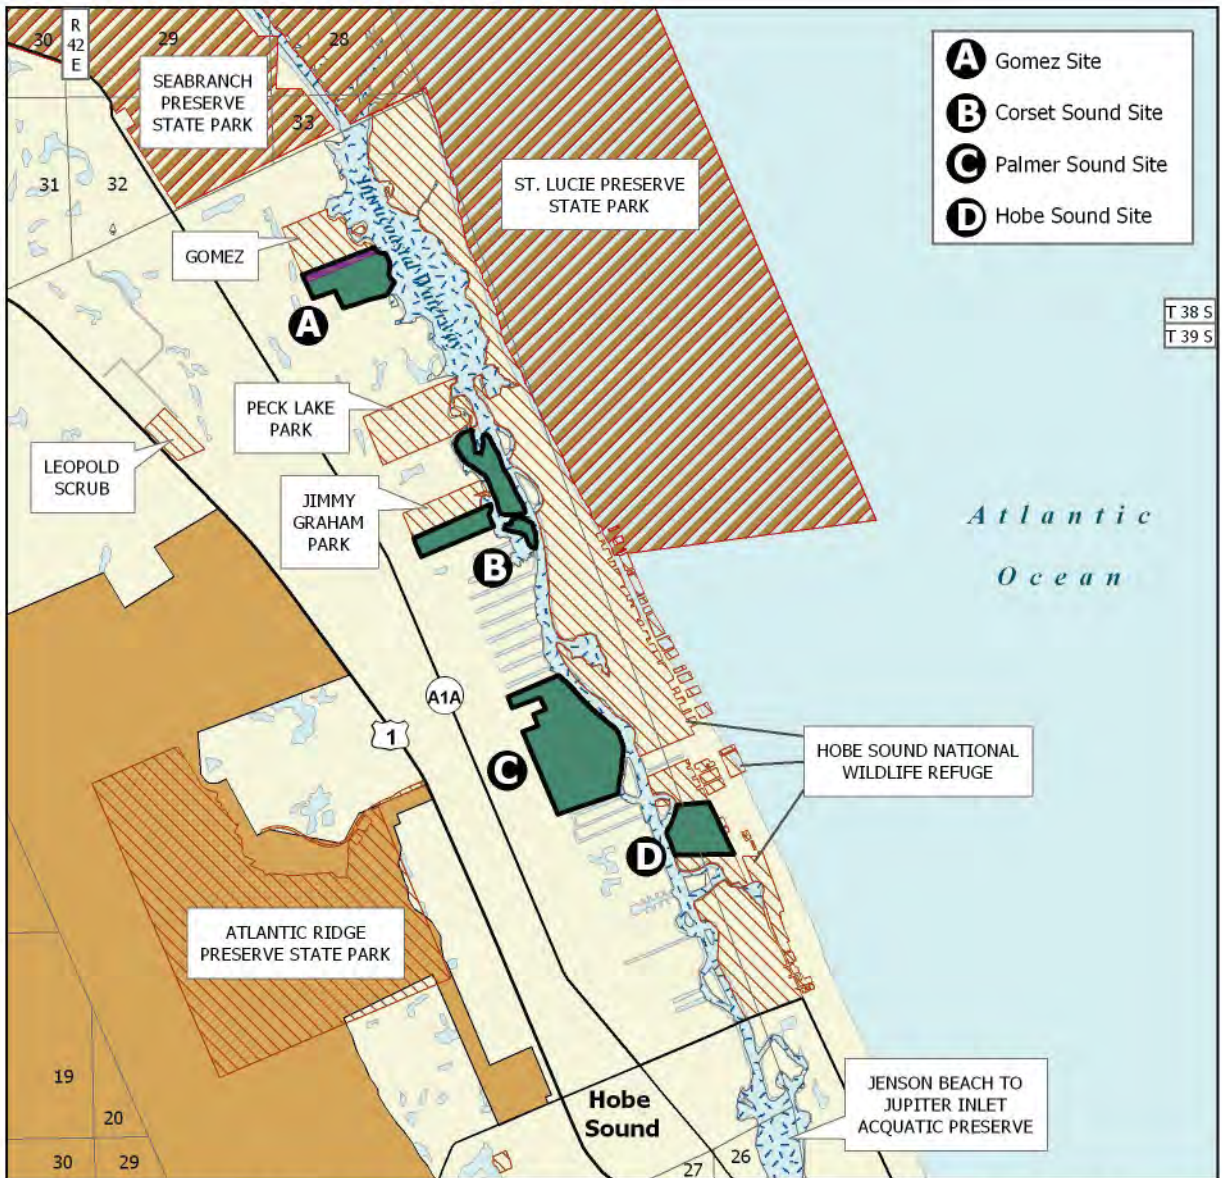 30
R
42
E
29
28
33
31
32
SEABRANCH
PRESERVE
STATE PARK
A Gomez Site
B Corset Sound Site
C Palmer Sound Site
D Hobe Sound Site
ST. LUCIE PRESERVE
STATE PARK
GOMEZ
A
T 38 S
T 39 S
PECK LAKE
PARK
LEOPOLD
SCRUB
JIMMY
GRAHAM
PARK
B
Atlantic
Ocean
A1A
1
C
HOBE SOUND NATIONAL
WILDLIFE REFUGE
D
ATLANTIC RIDGE
PRESERVE STATE PARK
19
20
30
29
Hobe
Sound
JENSON BEACH TO
JUPITER INLET
ACQUATIC PRESERVE
27
26